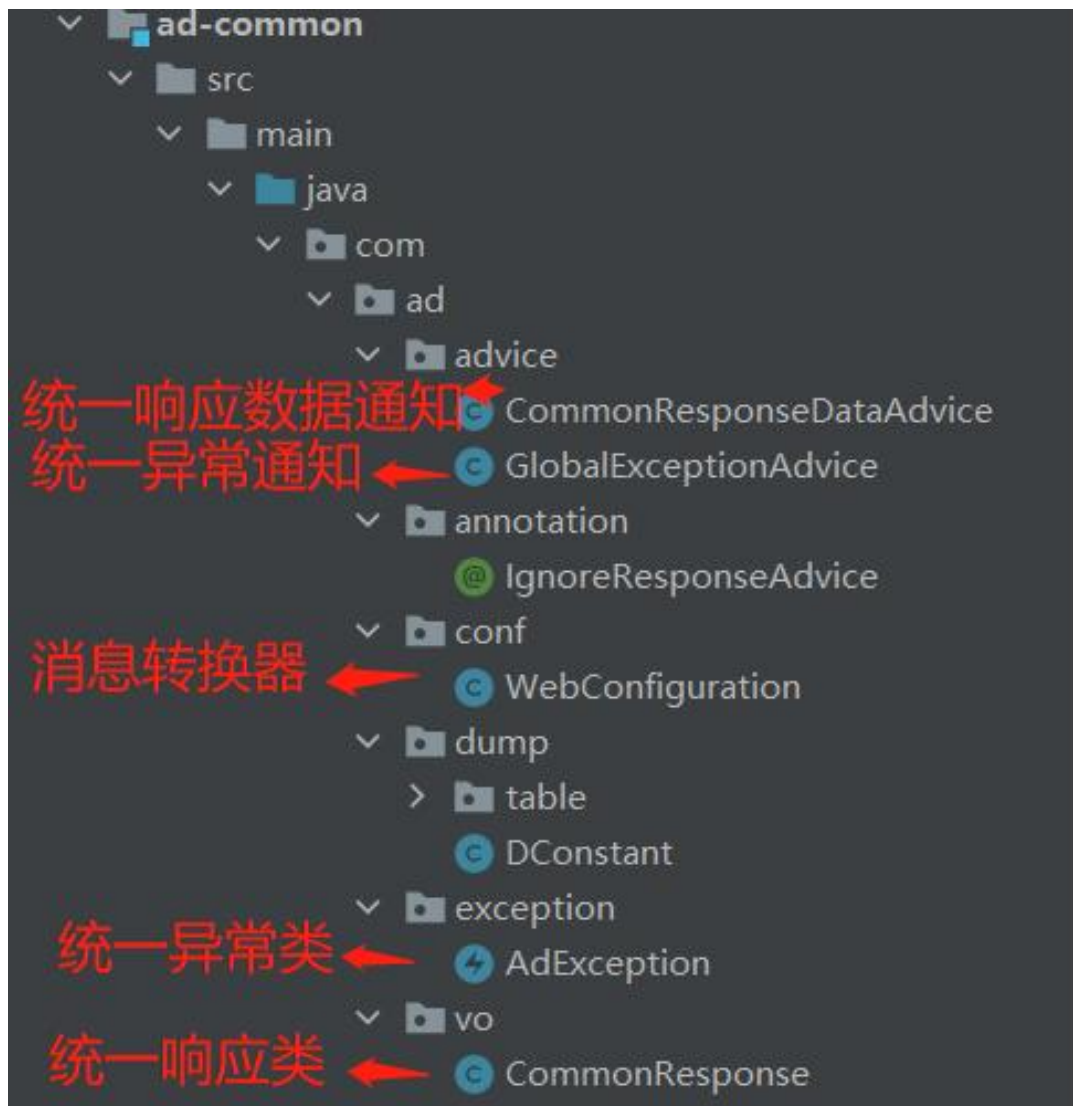 ad-common
src
main
java
com
ad
advice
统一响应数据通知 CommonResponseDataAdvice
统一异常通知 GlobalExceptionAdvice
annotation
@ IgnoreResponseAdvice
conf
消息转换器 C WebConfiguration
dump
table
C DConstant
exception
统一异常类 AdException
vo
统一响应类 C CommonResponse